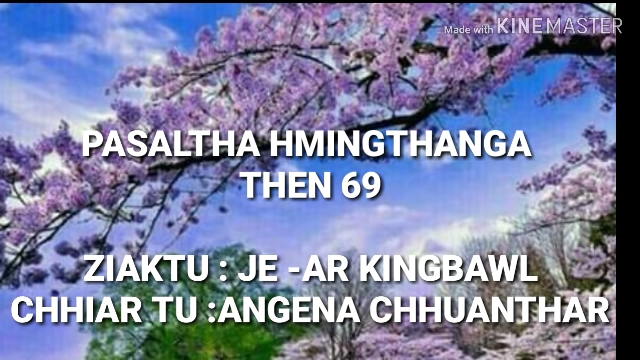 Made with KINEMASTER
PASALTHA HMINGTHANGA
THEN 69
ZIAKTU : JE -AR KINGBAWL
CHHIAR TU :ANGENA CHHUANTHAR